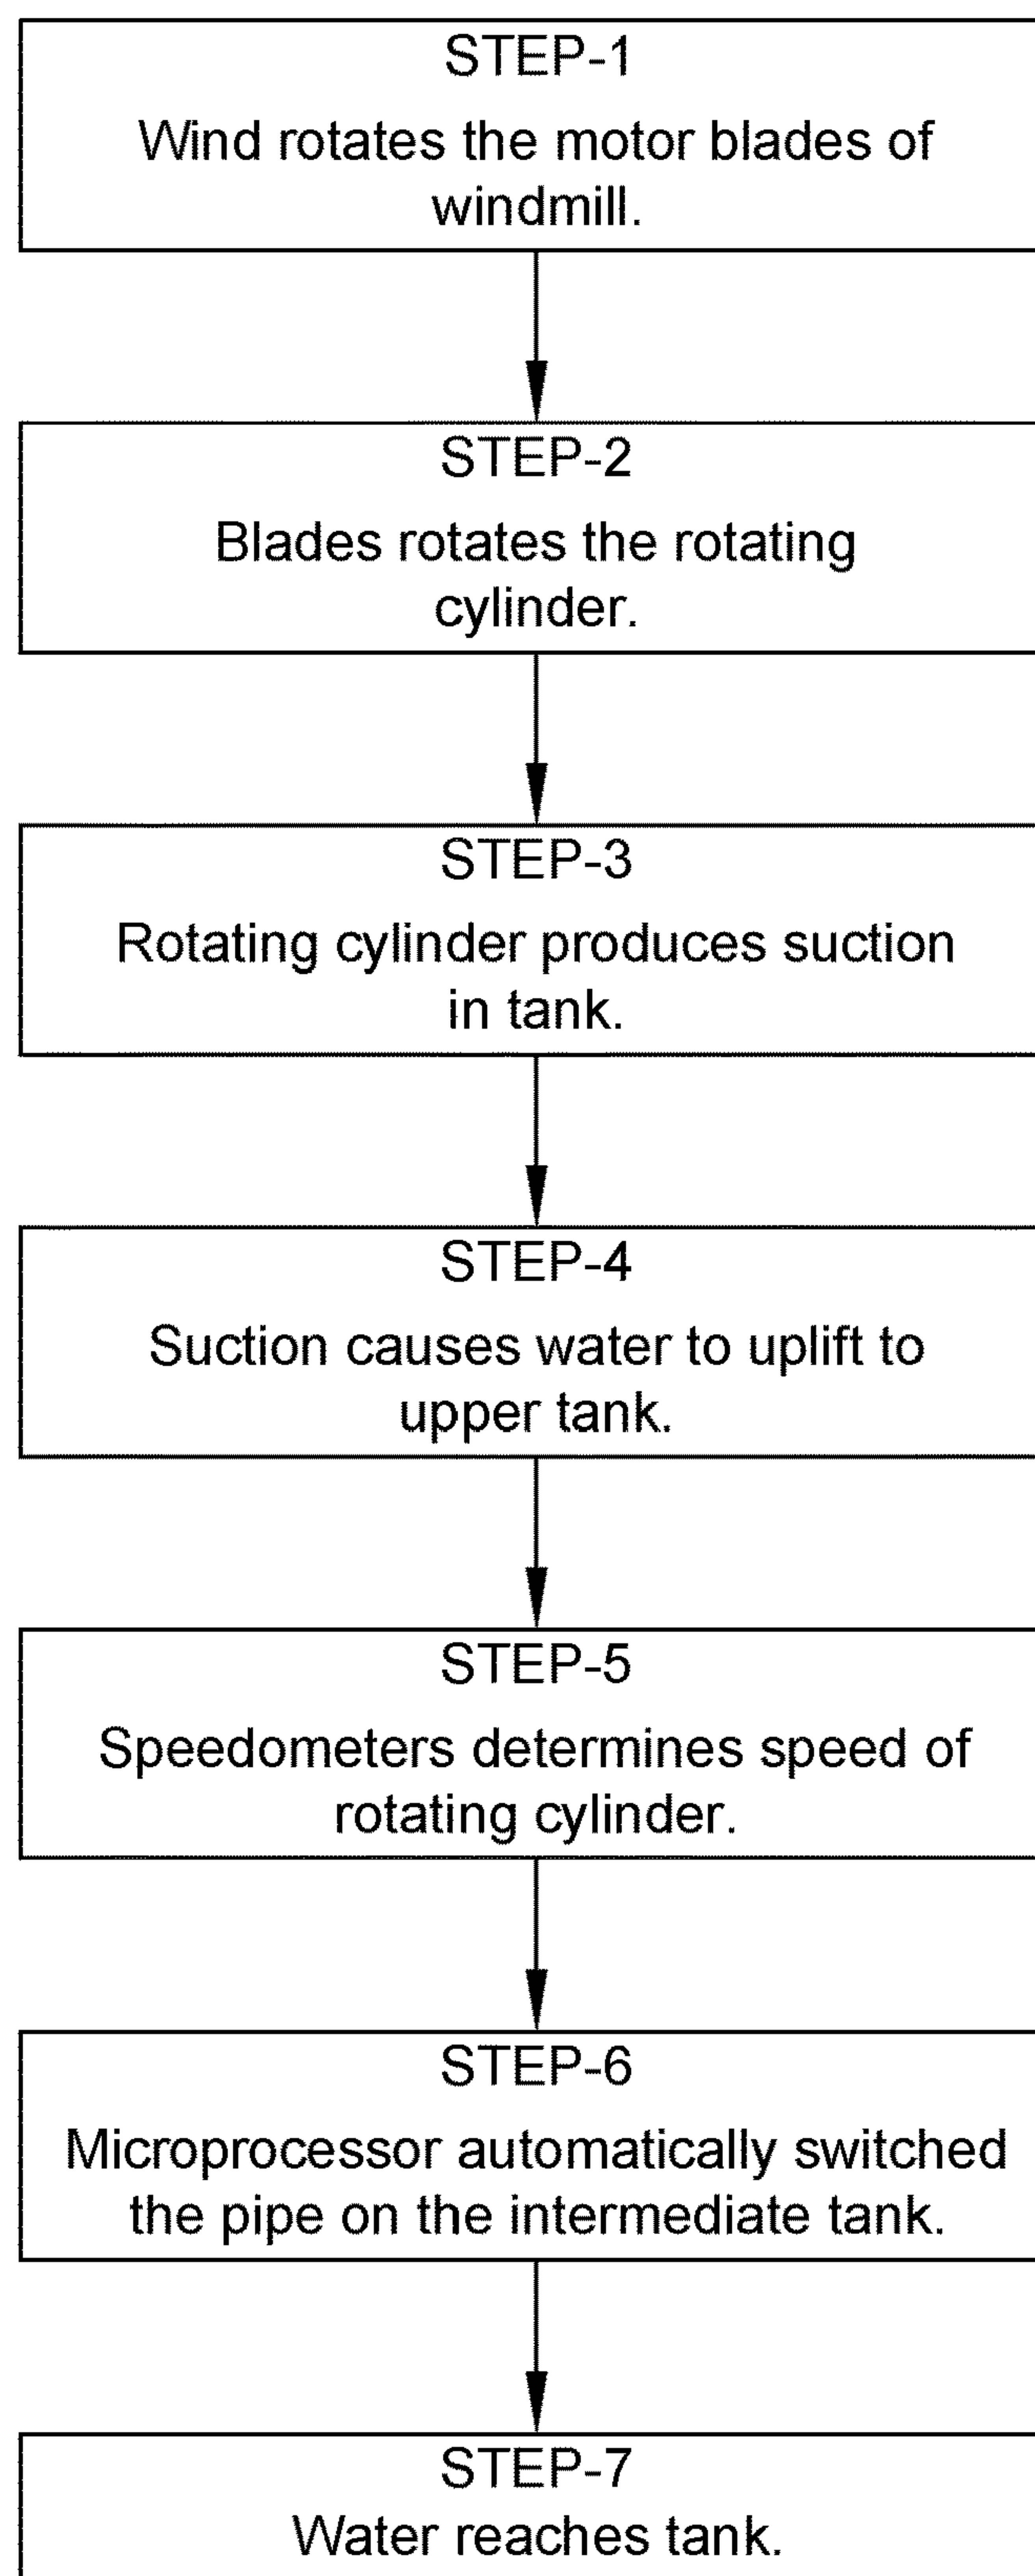 STEP-1
Wind rotates the motor blades of
windmill.
STEP-2
Blades rotates the rotating
cylinder.
STEP-3
Rotating cylinder produces suction
in tank.
STEP-4
Suction causes water to uplift to
upper tank.
STEP-5
Speedometers determines speed of
rotating cylinder.
STEP-6
Microprocessor automatically switched
the pipe on the intermediate tank.
STEP-7
Water reaches tank.